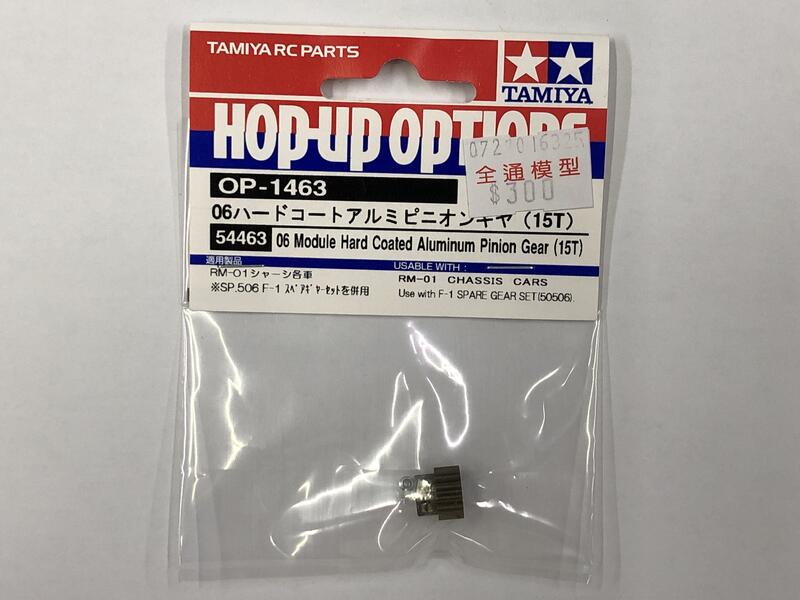 TAMIYA RC PARTS
TAMIYA
HOP-UP OPTIONS
0722016325
全通模型
$300
OP-1463
06ハードコートアルミピニオンギヤ (15T)
54463 06 Module Hard Coated Aluminum Pinion Gear (15T)
適用製品
RM-01シャーシ各車
※SP.506 F-1 スペアギヤーセットを併用
USABLE WITH :
RM-01 CHASSIS CARS
Use with F-1 SPARE GEAR SET(50506).